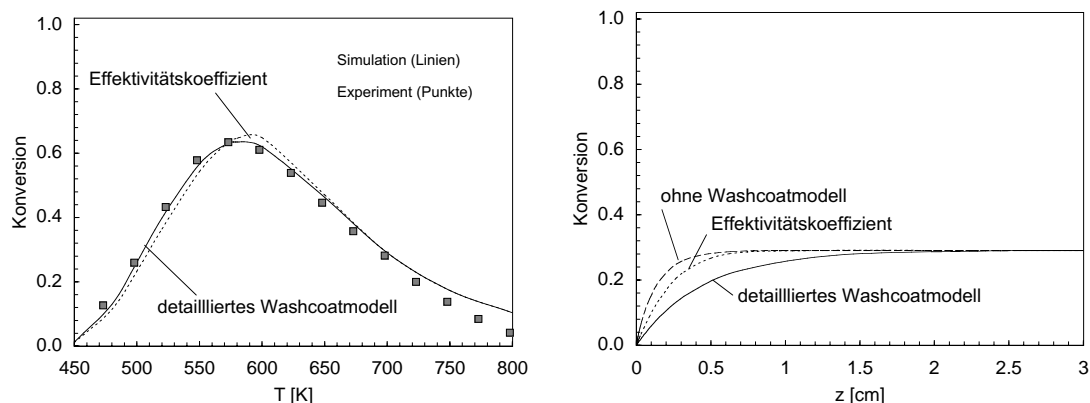 1.0
0.8
0.6
0.4
0.2
0.0
Konversion
Effektivitätskoeffizient
Simulation (Linien)
Experiment (Punkte)
detaillliertes Washcoatmodell
450 500 550 600 650 700 750 800
T [K]
1.0
0.8
0.6
0.4
0.2
0.0
Konversion
ohne Washcoatmodell
Effektivitätskoeffizient
detaillliertes Washcoatmodell
0 0.5 1 1.5 2 2.5 3
z [cm]